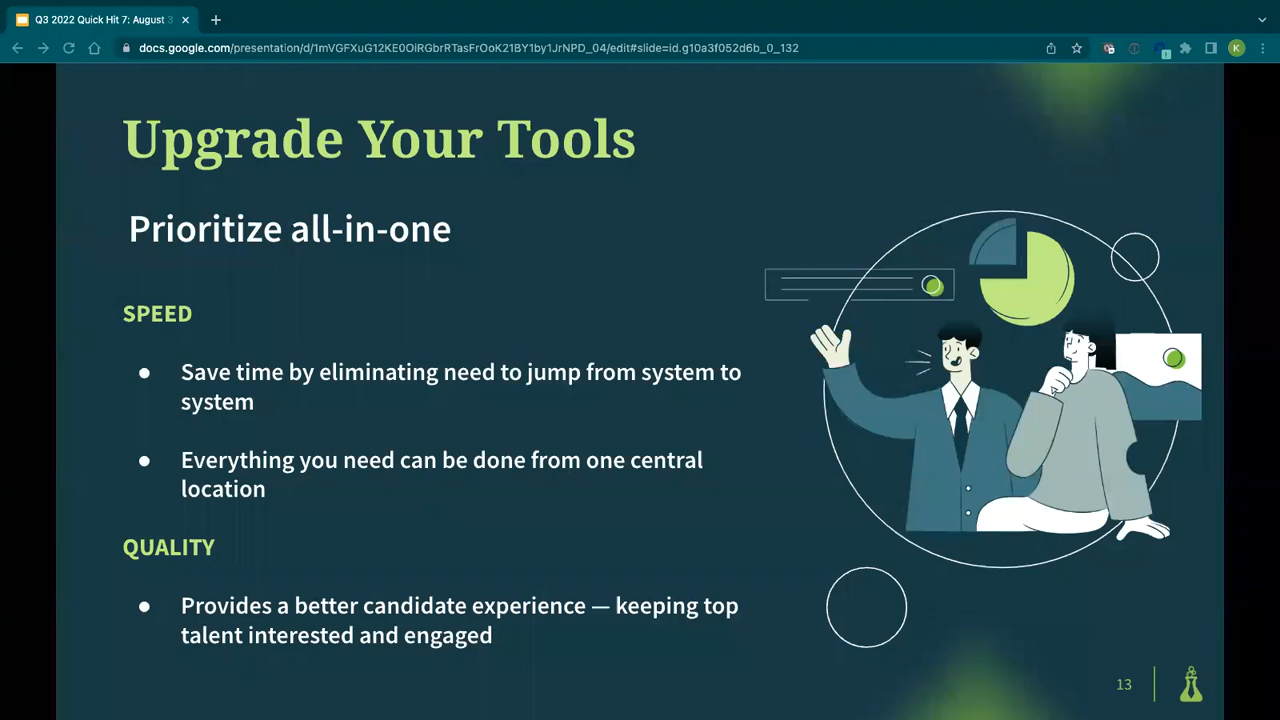 Q3 2022 Quick Hit 7: August 3
docs.google.com/presentation/d/1mVGFXuG12KE0OiRGbrRTasFrOoK21BY1by1JrNPD_04/edit#slide=id.g10a3f052d6b_0_132
K
Upgrade Your Tools
Prioritize all-in-one
SPEED
● Save time by eliminating need to jump from system to
system
● Everything you need can be done from one central
location
QUALITY
● Provides a better candidate experience — keeping top
talent interested and engaged
13